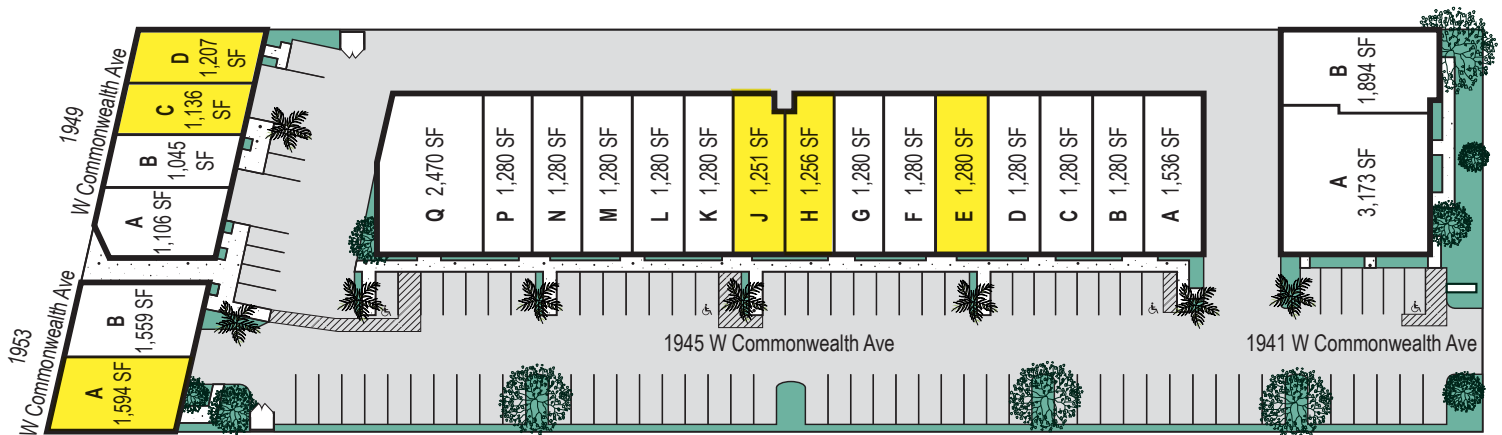 1949
W Commonwealth Ave
D
1,207
SF
C
1,136
SF
B
1,045
SF
A
1,106 SF
1953
W Commonwealth Ave
B
1,559 SF
A
1,594 SF
Q 2,470 SF
P 1,280 SF
N 1,280 SF
M 1,280 SF
L 1,280 SF
K 1,280 SF
J 1,251 SF
H 1,256 SF
G 1,280 SF
F 1,280 SF
E 1,280 SF
D 1,280 SF
C 1,280 SF
B 1,280 SF
A 1,536 SF
1945 W Commonwealth Ave
B
1,894 SF
A
3,173 SF
1941 W Commonwealth Ave